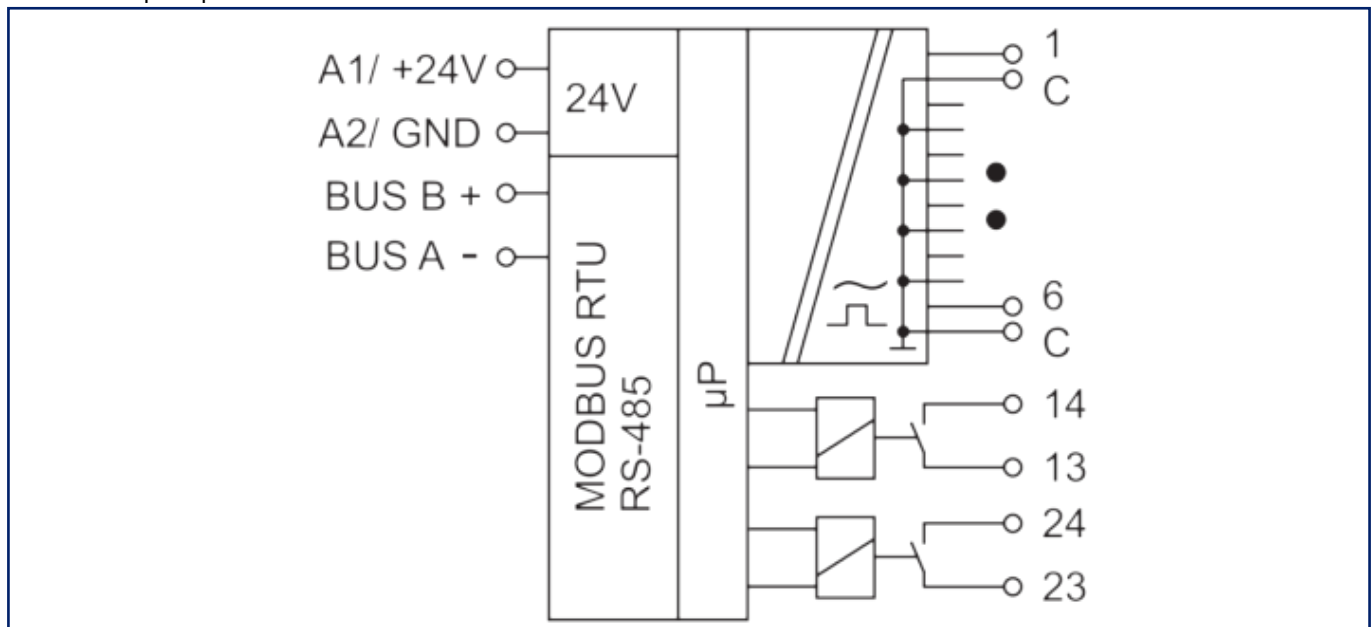 A1/ +24V
A2/ GND
BUS B +
BUS A -
24V
MODBUS RTU
RS-485
µP
1
C
6
C
14
13
24
23